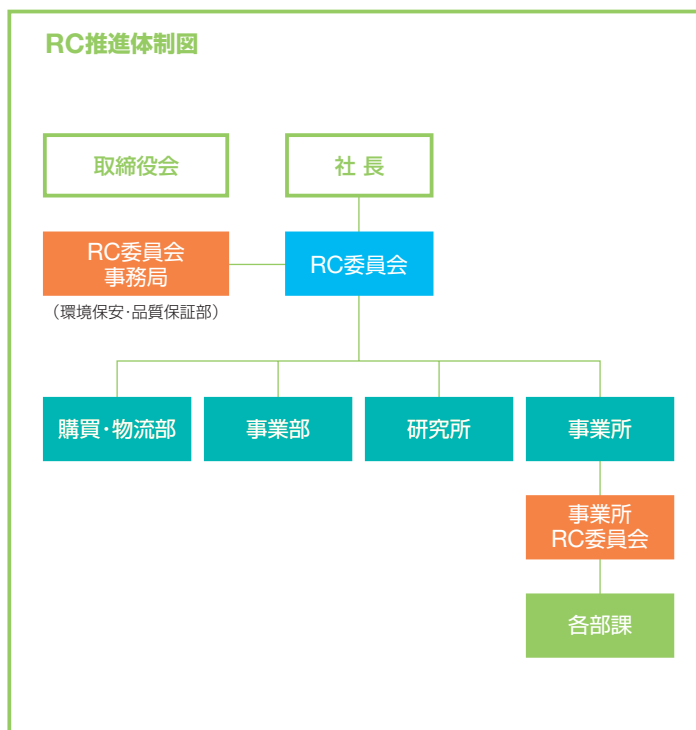 RC推進体制図
取締役会
社 長
RC委員会
事務局
RC委員会
（環境保安・品質保証部）
購買・物流部
事業部
研究所
事業所
事業所
RC委員会
各部課